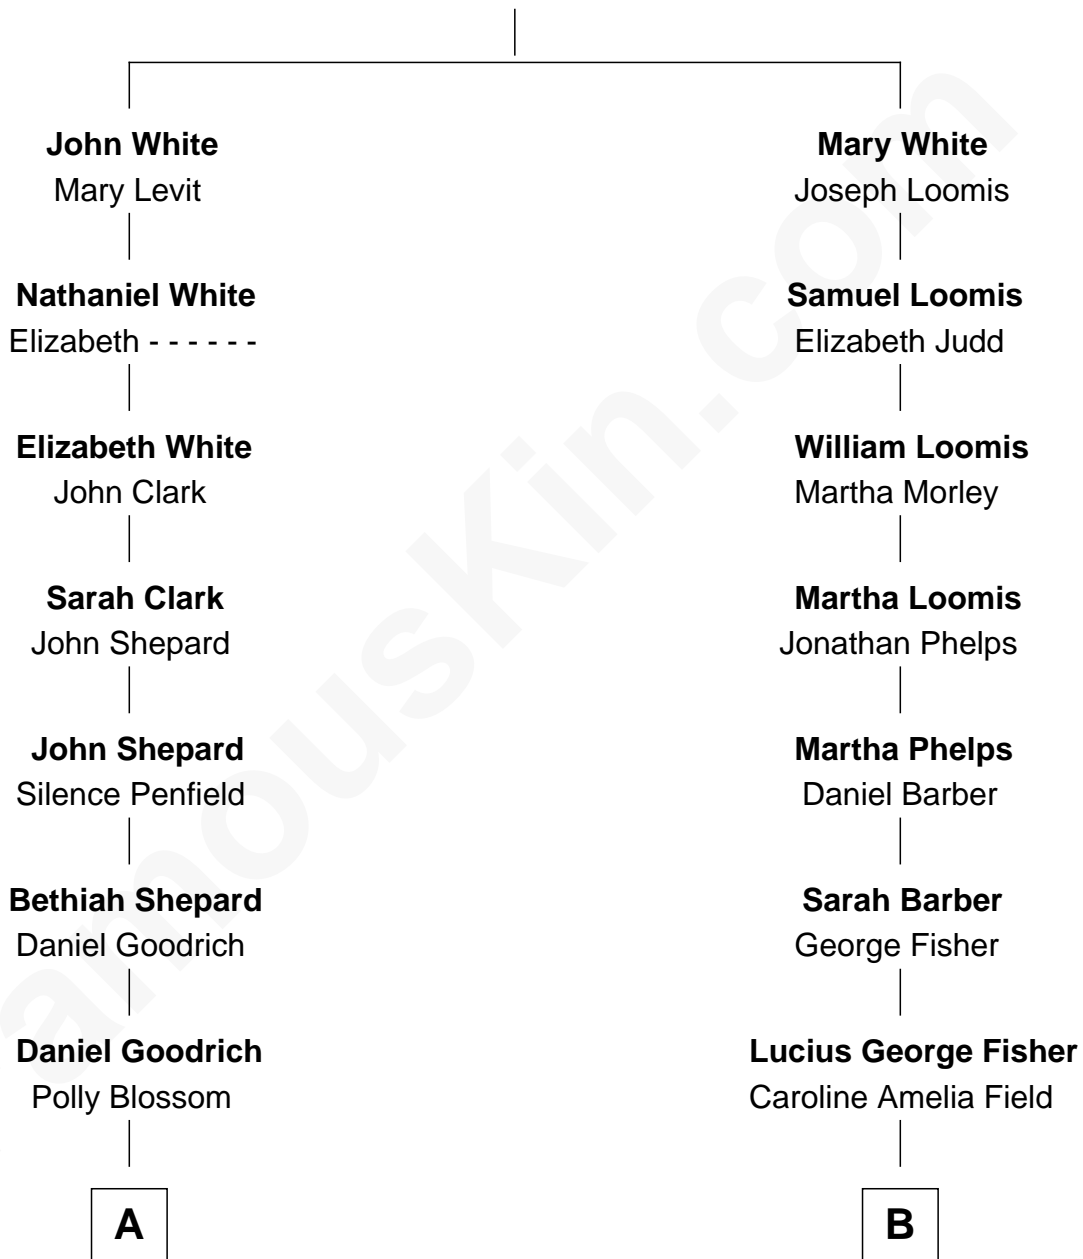 John White
Mary Levit
Nathaniel White
Elizabeth - - - - - -
Elizabeth White
John Clark
Sarah Clark
John Shepard
John Shepard
Silence Penfield
Bethiah Shepard
Daniel Goodrich
Daniel Goodrich
Polly Blossom
A
Mary White
Joseph Loomis
Samuel Loomis
Elizabeth Judd
William Loomis
Martha Morley
Martha Loomis
Jonathan Phelps
Martha Phelps
Daniel Barber
Sarah Barber
George Fisher
Lucius George Fisher
Caroline Amelia Field
B
amousKin.com